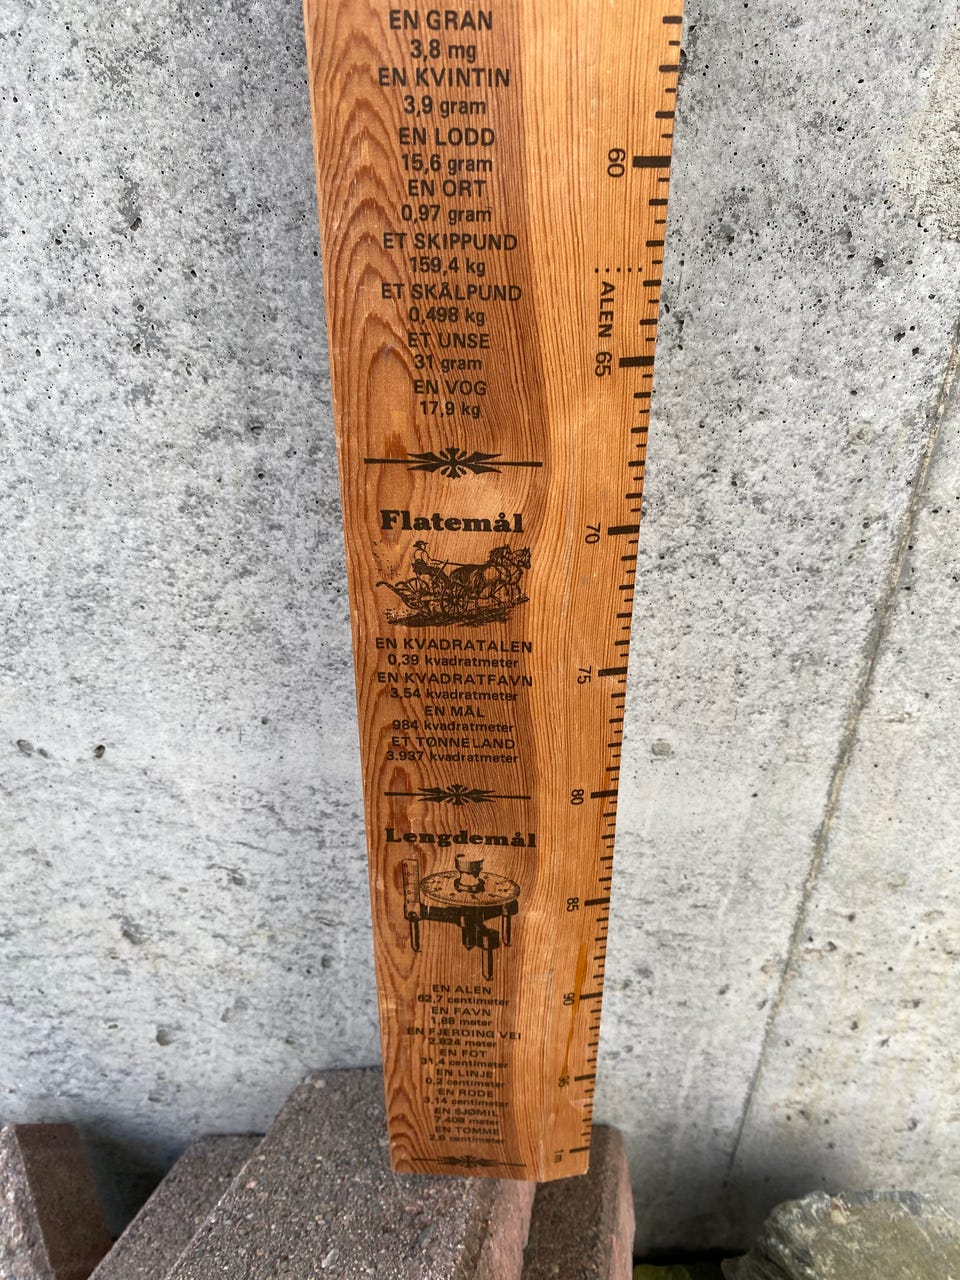 EN GRAN
3,8 mg
EN KVINTIN
3,9 gram
EN LODD
15,6 gram
EN ORT
0,97 gram
ET SKIPPUND
159,4 kg
ET SKÅLPUND
0,498 kg
ET UNSE
31 gram
EN VOG
17,9 kg
Flatemål
EN KVADRATALEN
0,39 kvadratmeter
EN KVADRATFAVN
3,54 kvadratmeter
EN MÅL
984 kvadratmeter
ET TØNNELAND
3.937 kvadratmeter
Lengdemål
EN ALEN
62,7 centimeter
EN FAVN
1,88 meter
EN FJERDING VEI
2.824 meter
EN FOT
31,4 centimeter
EN LINJE
0,2 centimeter
EN RODE
3,14 centimeter
EN SJØMIL
7.408 meter
EN TOMME
2,6 centimeter
60
ALEN
65
70
75
80
85
90
95
1m